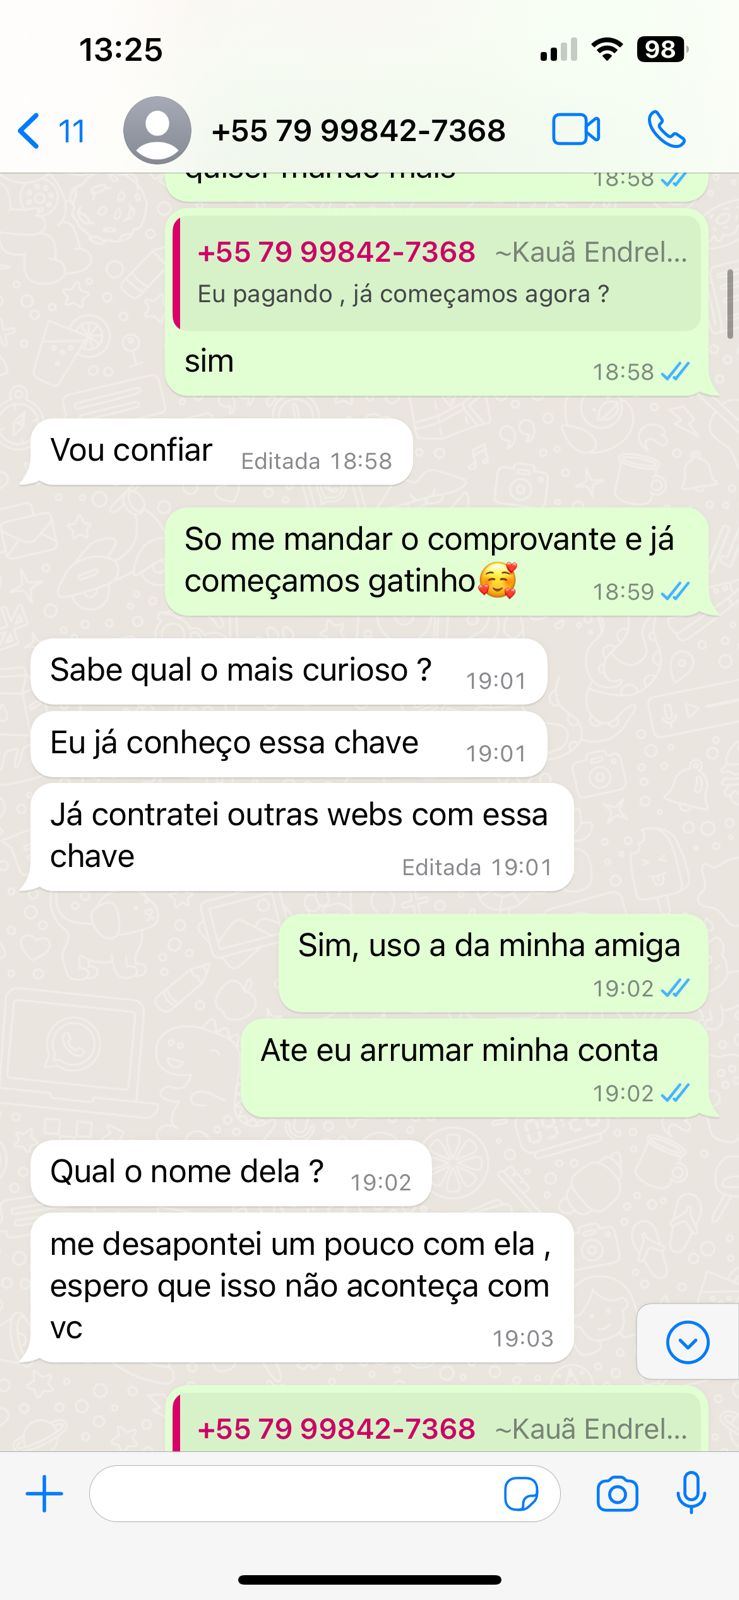 13:25
98
11
+55 79 99842-7368
quiser mando mais
18:58
+55 79 99842-7368 ~Kauã Endrel...
Eu pagando , já começamos agora ?
sim
18:58
Vou confiar
Editada 18:58
So me mandar o comprovante e já
começamos gatinho🥰
18:59
Sabe qual o mais curioso ?
19:01
Eu já conheço essa chave
19:01
Já contratei outras webs com essa
chave
Editada 19:01
Sim, uso a da minha amiga
19:02
Ate eu arrumar minha conta
19:02
Qual o nome dela ?
19:02
me desapontei um pouco com ela ,
espero que isso não aconteça com
vc
19:03
+55 79 99842-7368 ~Kauã Endrel...